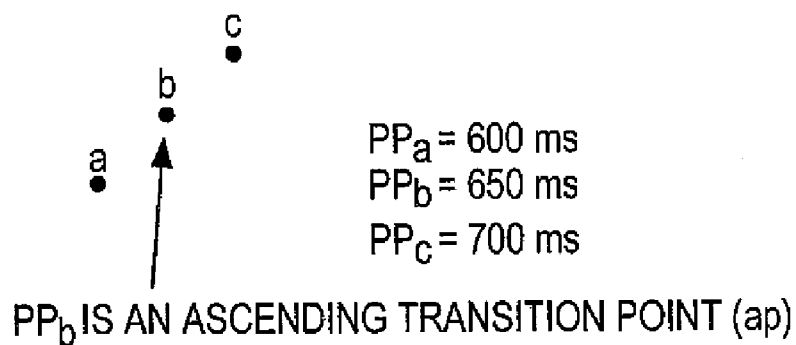 c
b
a
PPa = 600 ms
PPb = 650 ms
PPc = 700 ms
PPb IS AN ASCENDING TRANSITION POINT (ap)